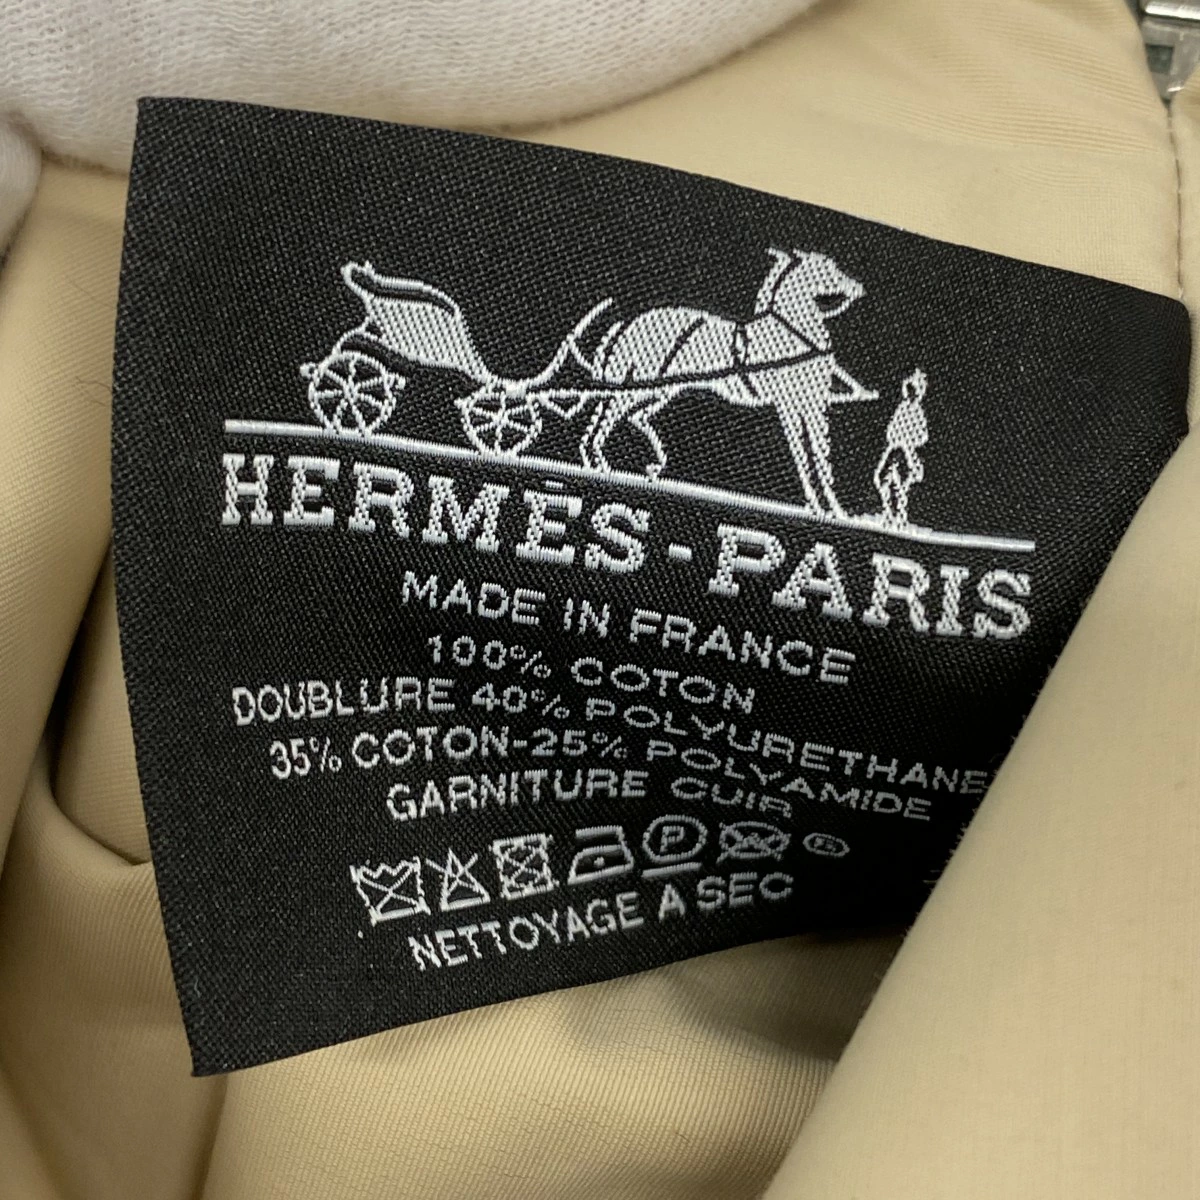 HERMÈS-PARIS
MADE IN FRANCE
100% COTON
DOUBLURE 40% POLYURETHANE
35% COTON-25% POLYAMIDE
GARNITURE CUIR
P
NETTOYAGE A SEC